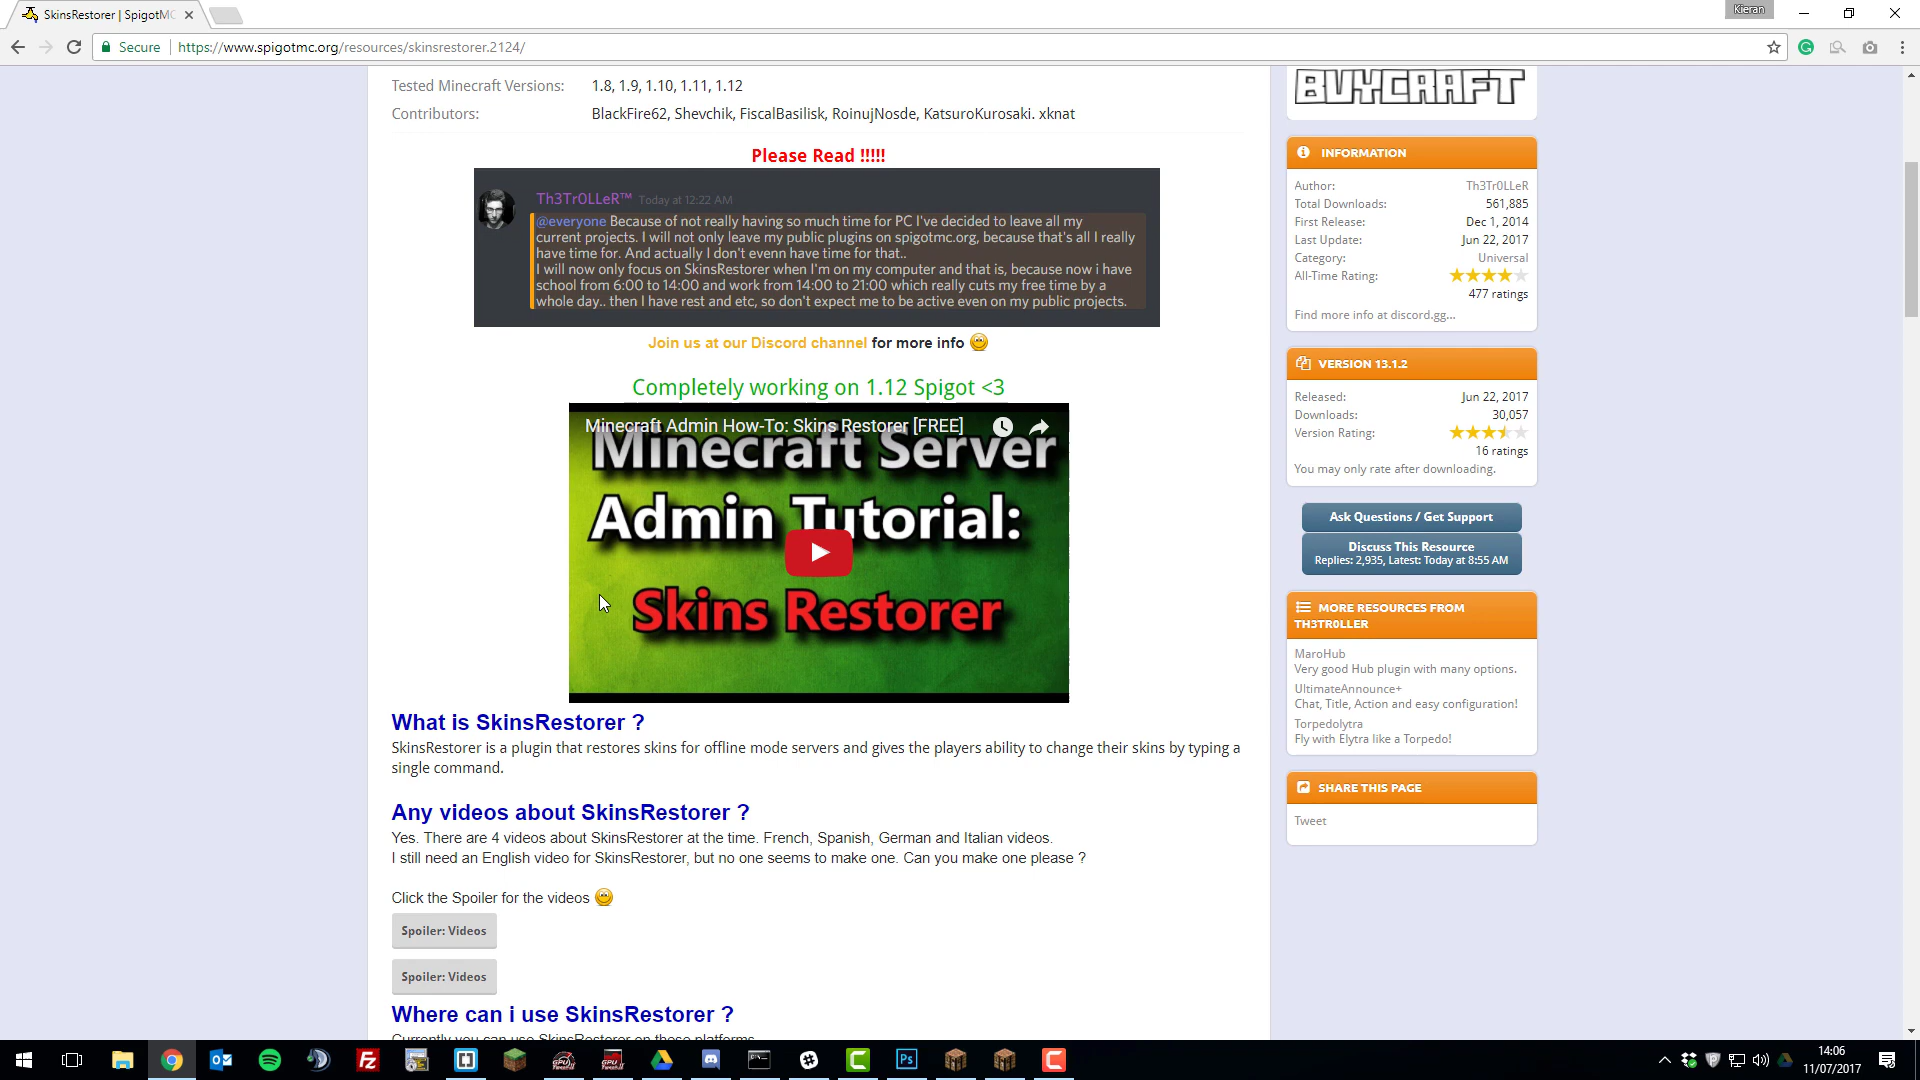 SkinsRestorer | SpigotMC
Kieran
Secure
https://www.spigotmc.org/resources/skinsrestorer.2124/
Tested Minecraft Versions: 1.8, 1.9, 1.10, 1.11, 1.12
Contributors: BlackFire62, Shevchik, FiscalBasilisk, RoinujNosde, KatsuroKurosaki. xknat
Please Read !!!!!
Th3Tr0LLeR™ Today at 12:22 AM
@everyone Because of not really having so much time for PC I've decided to leave all my
current projects. I will not only leave my public plugins on spigotmc.org, because that's all I really
have time for. And actually I don't evenn have time for that..
I will now only focus on SkinsRestorer when I'm on my computer and that is, because now i have
school from 6:00 to 14:00 and work from 14:00 to 21:00 which really cuts my free time by a
whole day.. then I have rest and etc, so don't expect me to be active even on my public projects.
Join us at our Discord channel for more info
Completely working on 1.12 Spigot <3
Minecraft Admin How-To: Skins Restorer [FREE]
Minecraft Server
Admin Tutorial:
Skins Restorer
What is SkinsRestorer ?
SkinsRestorer is a plugin that restores skins for offline mode servers and gives the players ability to change their skins by typing a
single command.
Any videos about SkinsRestorer ?
Yes. There are 4 videos about SkinsRestorer at the time. French, Spanish, German and Italian videos.
I still need an English video for SkinsRestorer, but no one seems to make one. Can you make one please ?
Click the Spoiler for the videos
Spoiler: Videos
Spoiler: Videos
Where can i use SkinsRestorer ?
Currently you can use SkinsRestorer on these platforms
BUYCRAFT
INFORMATION
Author: Th3Tr0LLeR
Total Downloads: 561,885
First Release: Dec 1, 2014
Last Update: Jun 22, 2017
Category: Universal
All-Time Rating:
477 ratings
Find more info at discord.gg...
VERSION 13.1.2
Released: Jun 22, 2017
Downloads: 30,057
Version Rating:
16 ratings
You may only rate after downloading.
Ask Questions / Get Support
Discuss This Resource
Replies: 2,935, Latest: Today at 8:55 AM
MORE RESOURCES FROM
TH3TR0LLER
MaroHub
Very good Hub plugin with many options.
UltimateAnnounce+
Chat, Title, Action and easy configuration!
Torpedolytra
Fly with Elytra like a Torpedo!
SHARE THIS PAGE
Tweet
14:06
11/07/2017